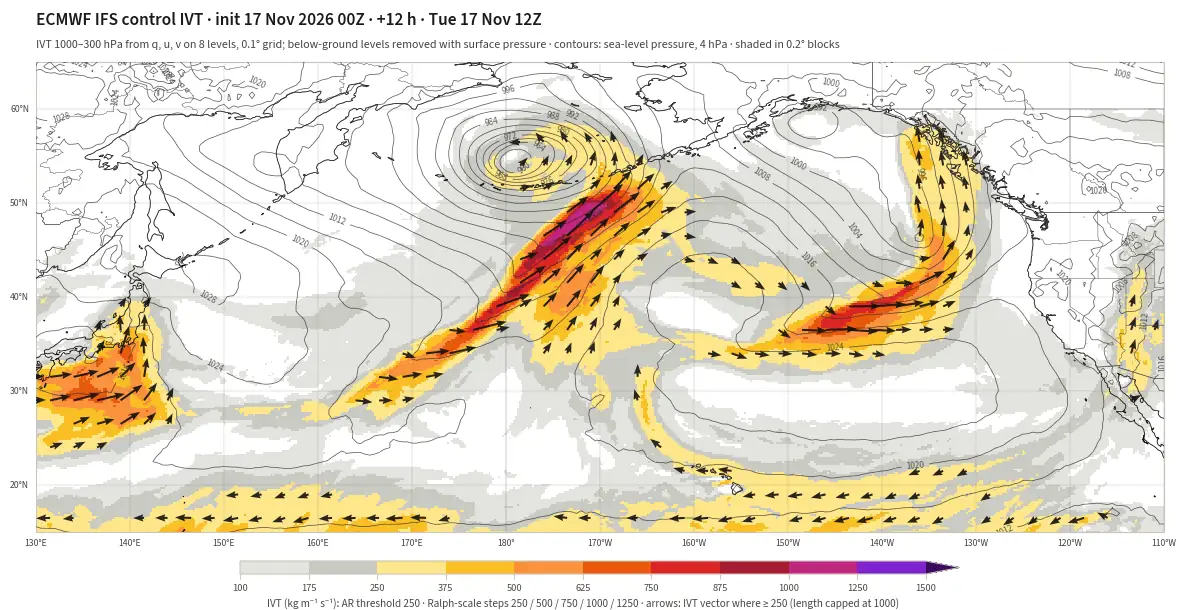 ECMWF IFS control IVT · init 17 Nov 2026 00Z · +12 h · Tue 17 Nov 12Z
IVT 1000–300 hPa from q, u, v on 8 levels, 0.1° grid; below-ground levels removed with surface pressure · contours: sea-level pressure, 4 hPa · shaded in 0.2° blocks
1020
996
1000
1008
60°N
1028
984
988
992
1000
1008
1028
50°N
1012
1004
1020
1016
1020
40°N
1028
1012
1024
1024
1016
30°N
1020
20°N
1012
130°E 140°E 150°E 160°E 170°E 180° 170°W 160°W 150°W 140°W 130°W 120°W 110°W
100 175 250 375 500 625 750 875 1000 1250 1500
IVT (kg m⁻¹ s⁻¹): AR threshold 250 · Ralph-scale steps 250 / 500 / 750 / 1000 / 1250 · arrows: IVT vector where ≥ 250 (length capped at 1000)